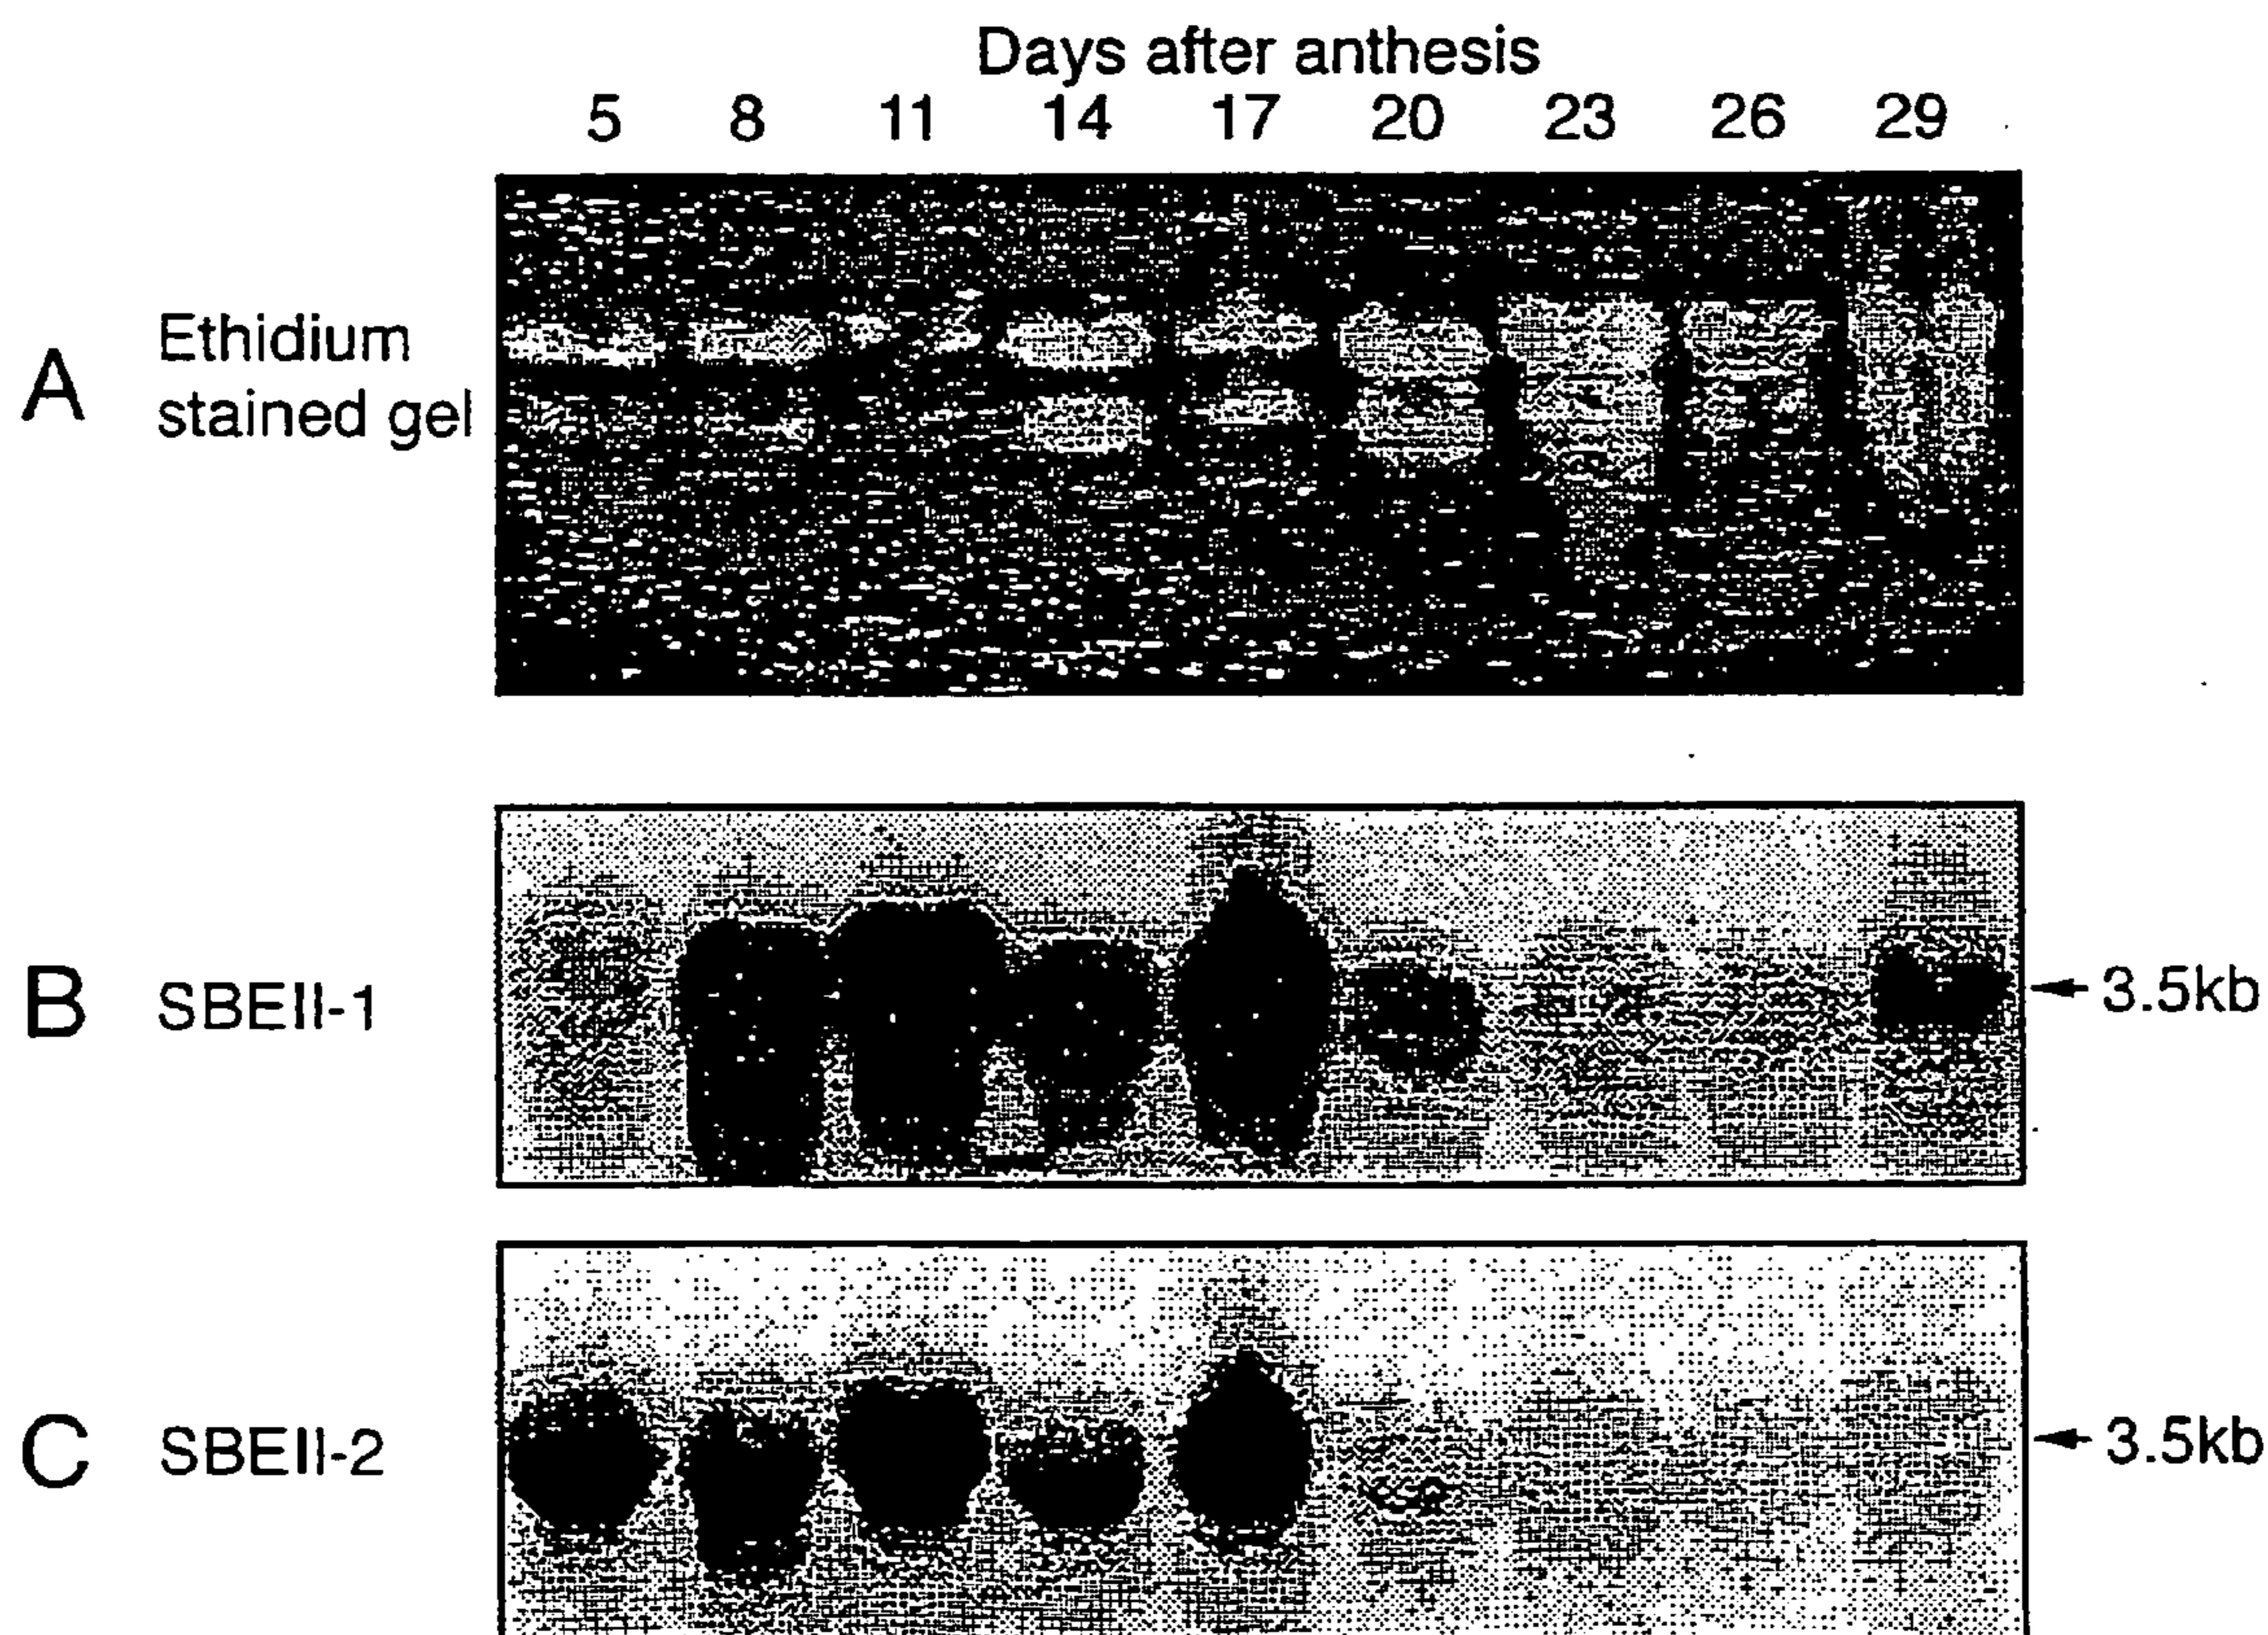 Days after anthesis
5 8 11 14 17 20 23 26 29
A Ethidium
stained gel
B SBEII-1 3.5kb
C SBEII-2 3.5kb